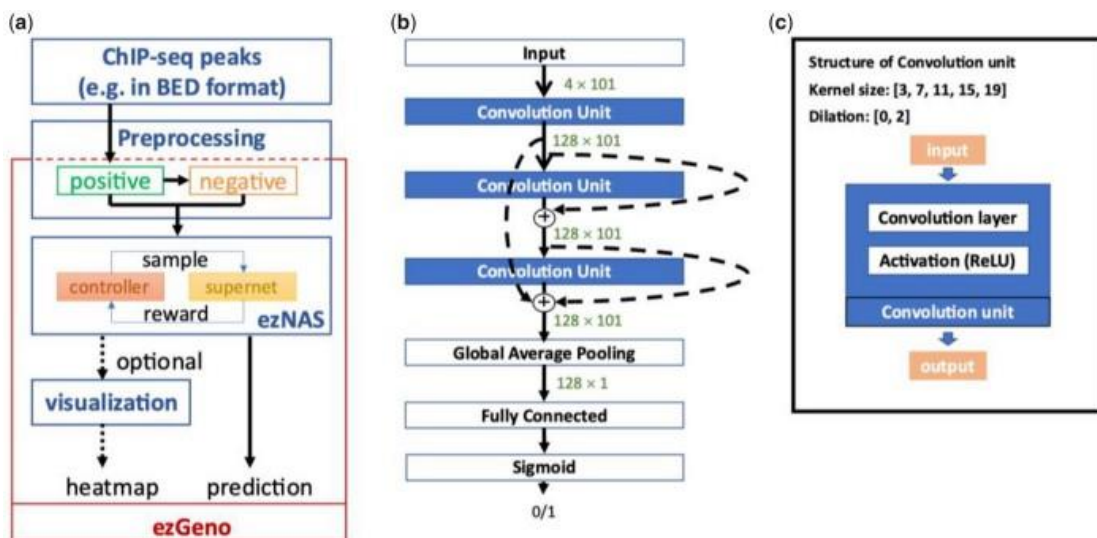 (a)
ChIP-seq peaks
(e.g. in BED format)
Preprocessing
positive
negative
sample
controller
supernet
reward
ezNAS
optional
visualization
heatmap
prediction
ezGeno
(b)
Input
4 × 101
Convolution Unit
128 × 101
Convolution Unit
+
128 × 101
Convolution Unit
+
128 × 101
Global Average Pooling
128 × 1
Fully Connected
Sigmoid
0/1
(c)
Structure of Convolution unit
Kernel size: [3, 7, 11, 15, 19]
Dilation: [0, 2]
input
Convolution layer
Activation (ReLU)
Convolution unit
output